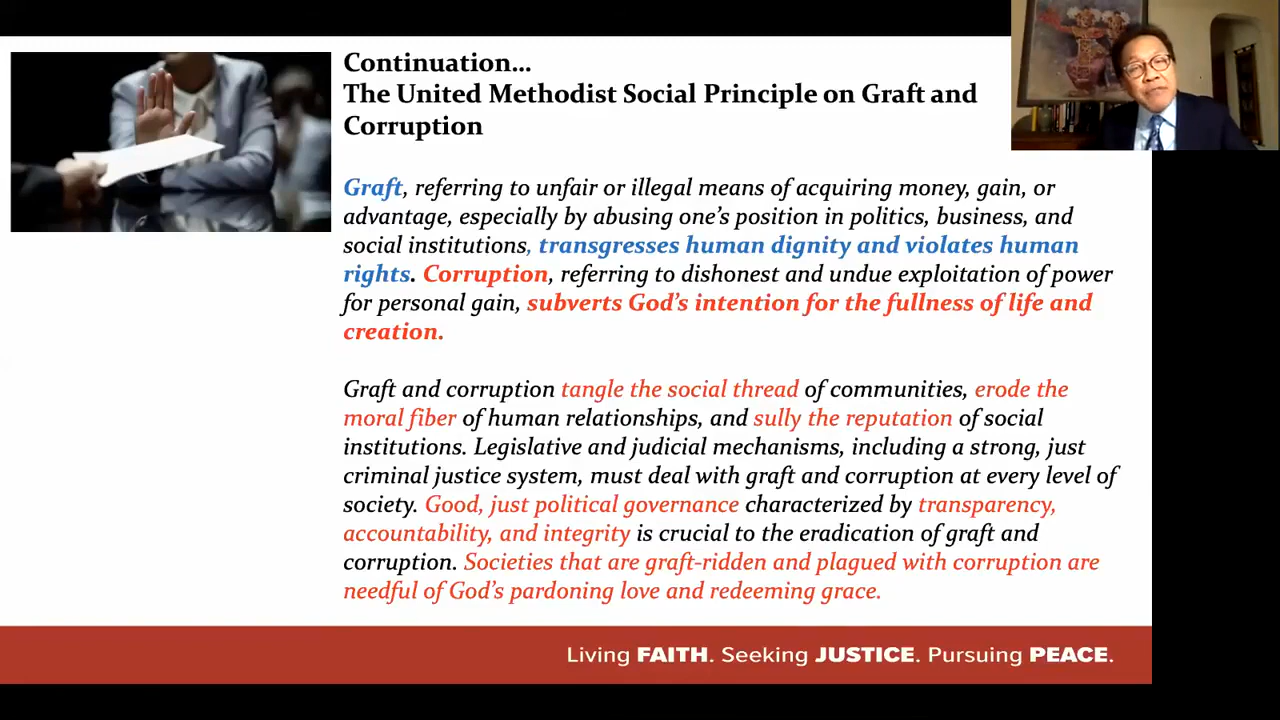 Continuation...
The United Methodist Social Principle on Graft and
Corruption
Graft, referring to unfair or illegal means of acquiring money, gain, or
advantage, especially by abusing one’s position in politics, business, and
social institutions, transgresses human dignity and violates human
rights. Corruption, referring to dishonest and undue exploitation of power
for personal gain, subverts God’s intention for the fullness of life and
creation.
Graft and corruption tangle the social thread of communities, erode the
moral fiber of human relationships, and sully the reputation of social
institutions. Legislative and judicial mechanisms, including a strong, just
criminal justice system, must deal with graft and corruption at every level of
society. Good, just political governance characterized by transparency,
accountability, and integrity is crucial to the eradication of graft and
corruption. Societies that are graft-ridden and plagued with corruption are
needful of God’s pardoning love and redeeming grace.
Living FAITH. Seeking JUSTICE. Pursuing PEACE.